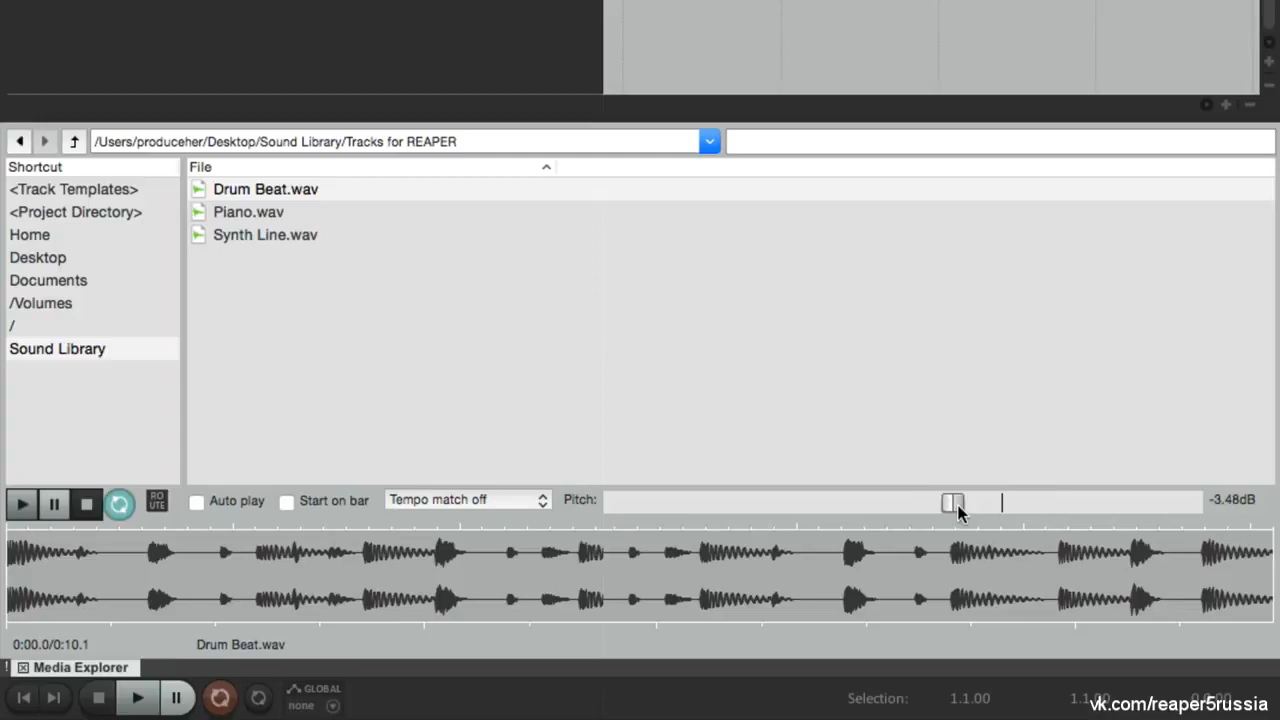 /Users/produceher/Desktop/Sound Library/Tracks for REAPER
Shortcut
File
<Track Templates>
Drum Beat.wav
<Project Directory>
Piano.wav
Home
Synth Line.wav
Desktop
Documents
/Volumes
/
Sound Library
RO
UTE
Auto play
Start on bar
Tempo match off
Pitch:
-3.48dB
0:00.0/0:10.1
Drum Beat.wav
! Media Explorer
GLOBAL
none
Selection:
1.1.00
vk.com/reaper5russia